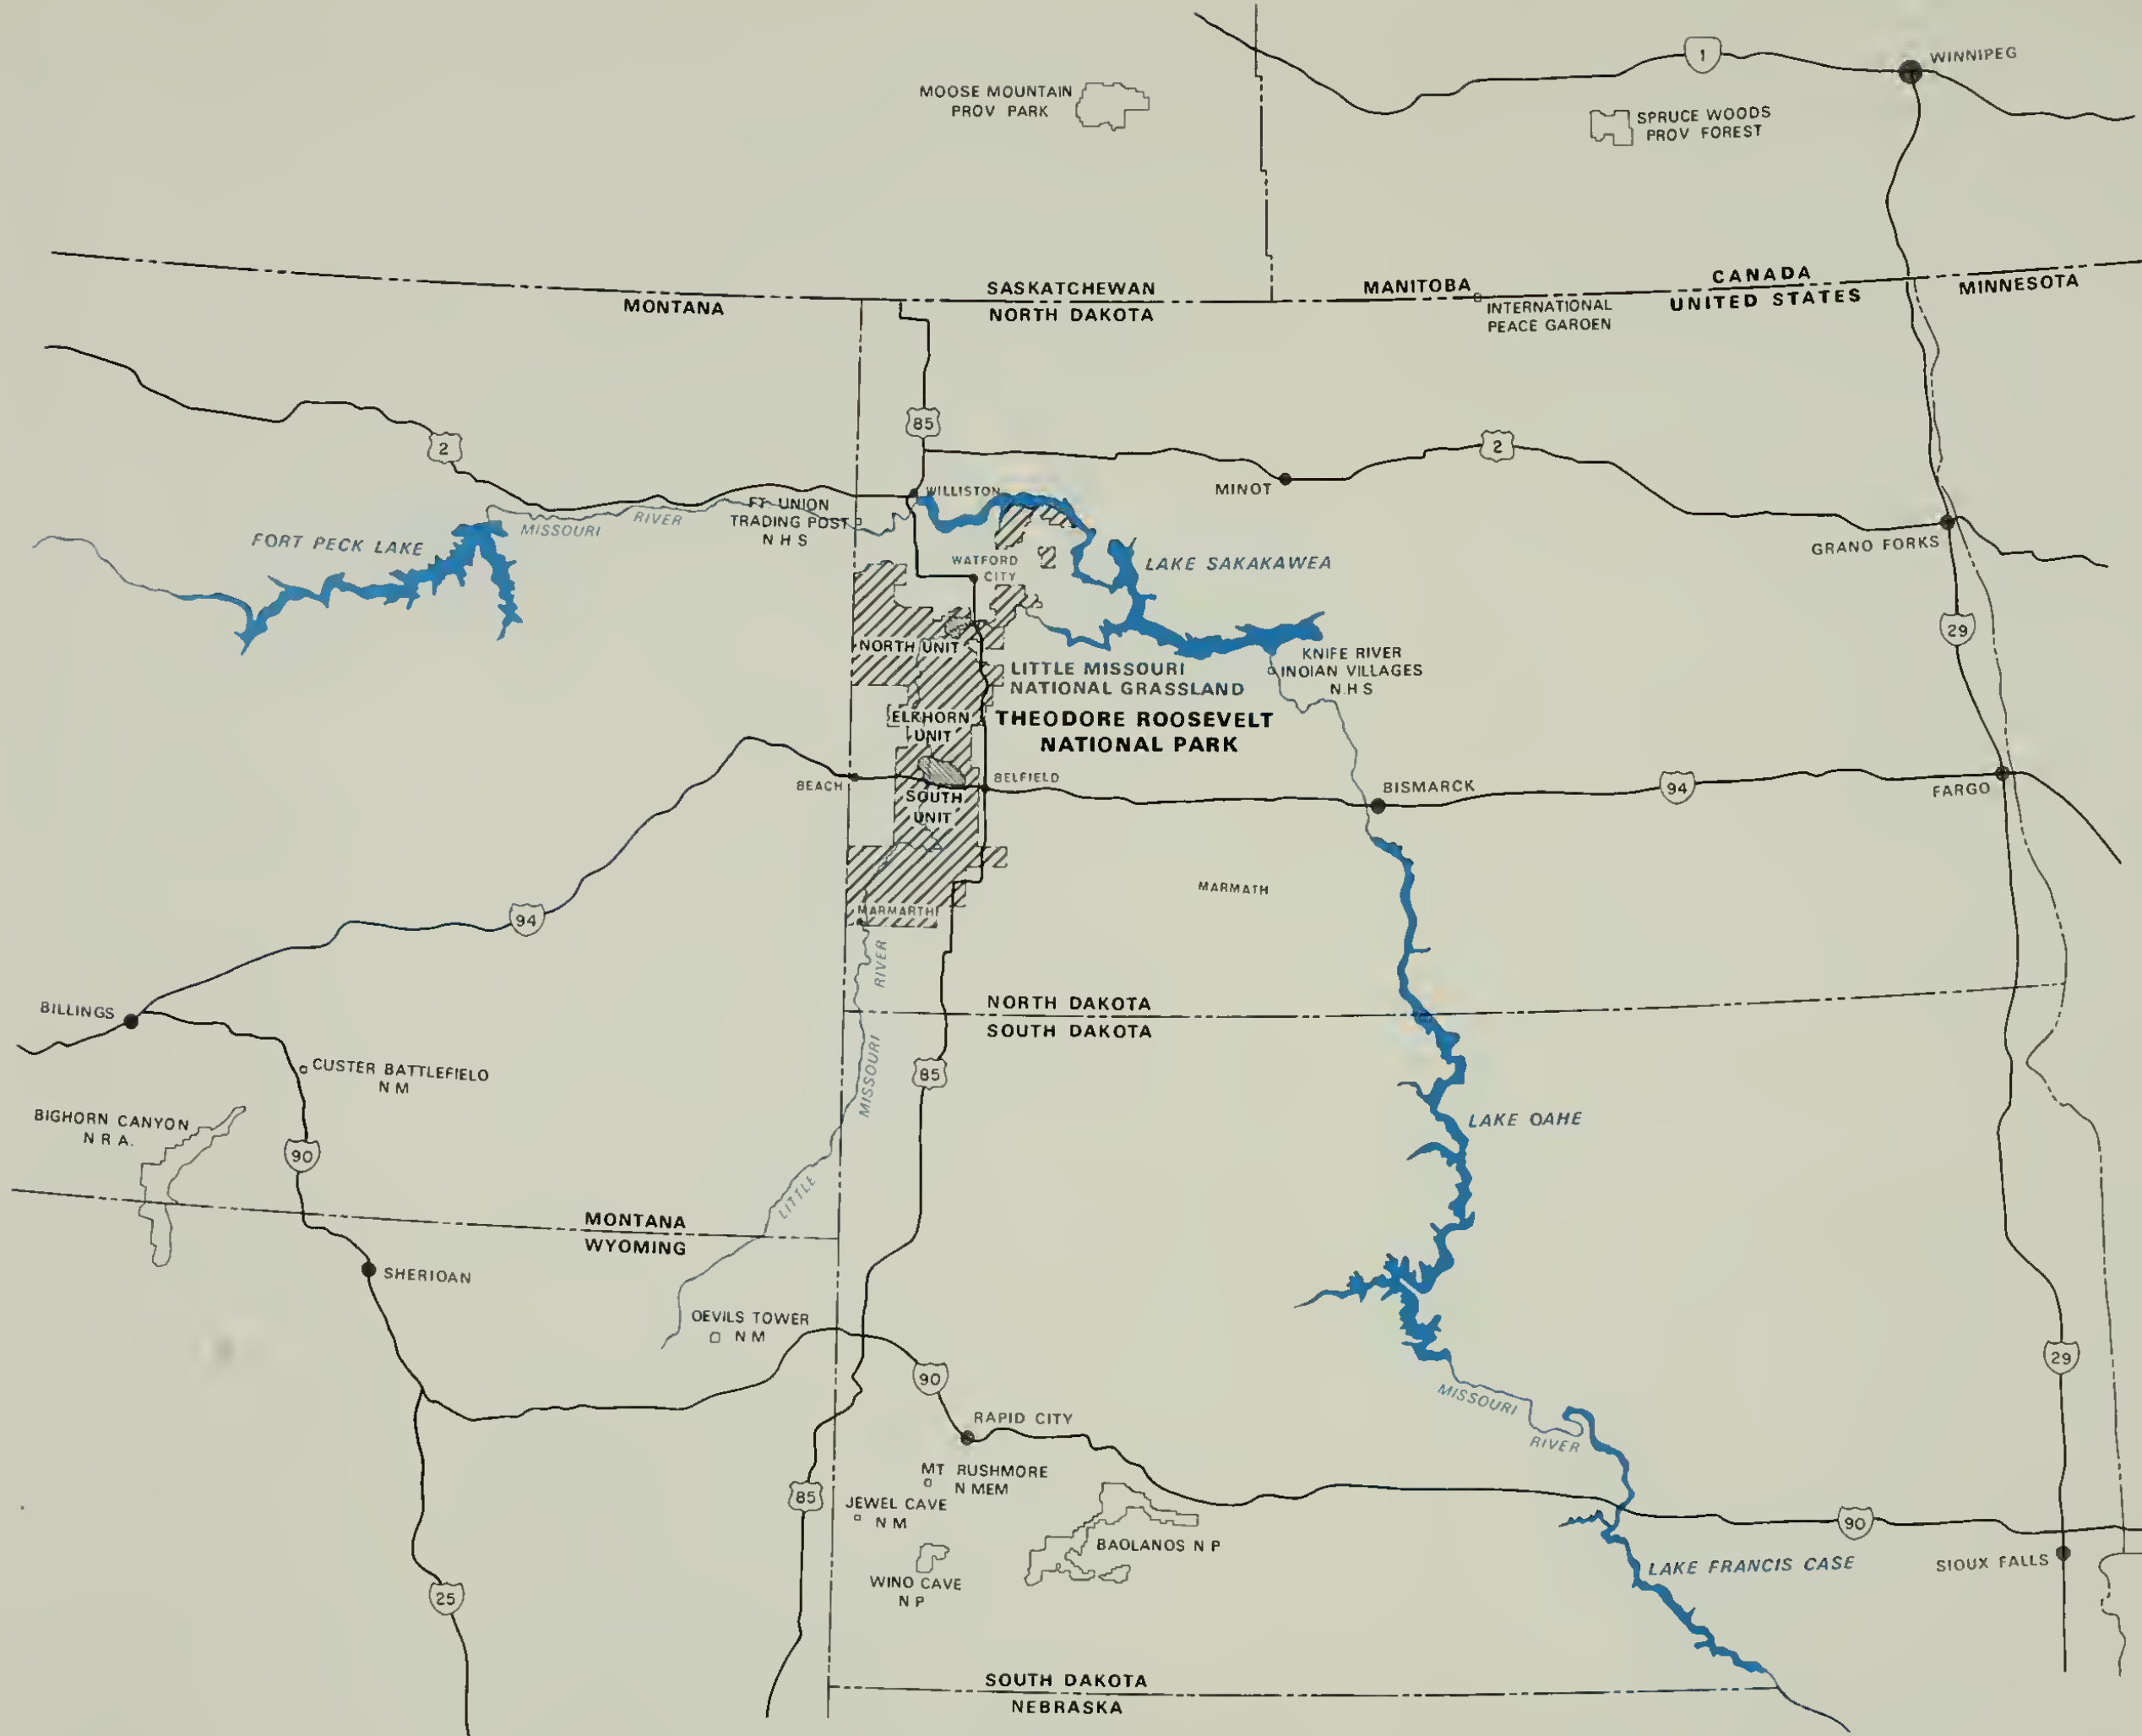 1
WINNIPEG
MOOSE MOUNTAIN
PROV PARK
SPRUCE WOODS
PROV FOREST
CANADA
UNITED STATES
MINNESOTA
MANITOBA
SASKATCHEWAN
NORTH DAKOTA
MONTANA
INTERNATIONAL
PEACE GAROEN
85
2
2
MINOT
WILLISTON
FT UNION
TRADING POST
N H S
MISSOURI RIVER
FORT PECK LAKE
GRANO FORKS
WATFORD
CITY
LAKE SAKAKAWEA
29
NORTH UNIT
KNIFE RIVER
INOIAN VILLAGES
N.H S
LITTLE MISSOURI
NATIONAL GRASSLAND
ELKHORN
UNIT
THEODORE ROOSEVELT
NATIONAL PARK
BEACH
BELFIELD
SOUTH
UNIT
BISMARCK
94
FARGO
MARMATH
94
MARMARTH
BILLINGS
NORTH DAKOTA
SOUTH DAKOTA
LITTLE MISSOURI RIVER
CUSTER BATTLEFIELD
N M
85
BIGHORN CANYON
N R A.
LAKE OAHE
90
MONTANA
WYOMING
SHERIOAN
OEVILS TOWER
N M
29
90
MISSOURI RIVER
RAPID CITY
MT RUSHMORE
N MEM
85
JEWEL CAVE
N M
BAOLANOS N P
90
LAKE FRANCIS CASE
SIOUX FALLS
WINO CAVE
N P
25
SOUTH DAKOTA
NEBRASKA